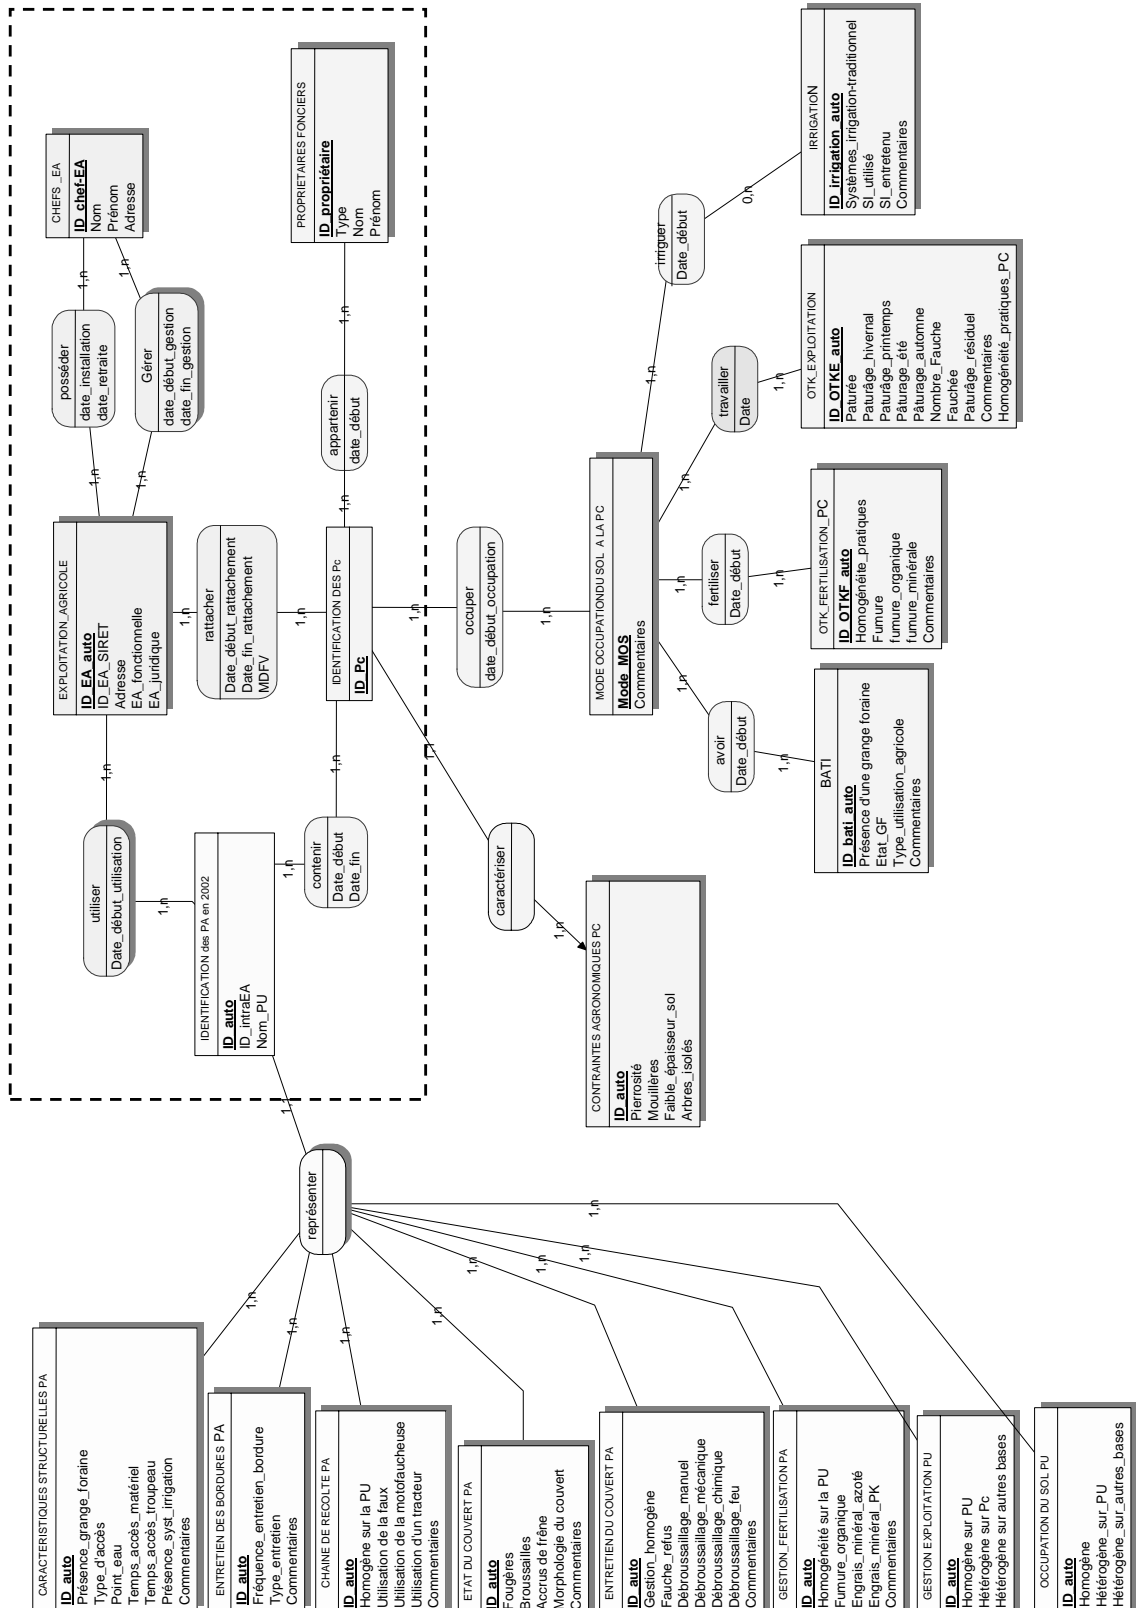 CHEFS _EA
ID_chef-EA
Nom
Prénom
Adresse
1,n
1,n
posséder
date_installation
date_retraite
Gérer
date_début_gestion
date_fin_gestion
1,n
1,n
PROPRIETAIRES FONCIERS
ID_propriétaire
Type
Nom
Prénom
1,n
appartenir
date_début
1,n
EXPLOITATION_AGRICOLE
ID_EA_auto
ID_EA_SIRET
Adresse
EA_fonctionnelle
EA_juridique
1,n
rattacher
Date_début_rattachement
Date_fin_rattachement
MDFV
1,n
IDENTIFICATION DES Pc
ID_Pc
1,n
utiliser
Date_début_utilisation
1,n
IDENTIFICATION des PA en 2002
ID_auto
ID_intraEA
Nom_PU
1,n
contenir
Date_début
Date_fin
1,n
1,n
occuper
date_début_occupation
1,n
MODE OCCUPATIONDU SOL A LA PC
Mode_MOS
Commentaires
1,n
irriguer
Date_début
0,n
IRRIGATION
ID_irrigation_auto
Systèmes_irrigation-traditionnel
SI_utilisé
SI_entretenu
Commentaires
1,n
travailler
Date
1,n
OTK_EXPLOITATION
ID_OTKE_auto
Paturée
Paturâge_hivernal
Paturâge_printemps
Pâturage_été
Pâturage_automne
Nombre_Fauche
Fauchée
Paturâge_résiduel
Commentaires
Homogénéité_pratiques_PC
1,n
fertiliser
Date_début
1,n
OTK_FERTILISATION_PC
ID_OTKF_auto
Homogénéite_pratiques
Fumure
fumure_organique
fumure_minérale
Commentaires
1,n
avoir
Date_début
1,n
BATI
ID_bati_auto
Présence d'une grange foraine
Etat_GF
Type_utilisation_agricole
Commentaires
caractériser
1,n
CONTRAINTES AGRONOMIQUES PC
ID_auto
Pierrosité
Mouillères
Faible_épaisseur_sol
Arbres_isolés
représenter
1,n
1,n
1,n
1,n
1,n
1,n
1,n
1,n
CARACTERISTIQUES STRUCTURELLES PA
ID_auto
Présence_grange_foraine
Type_d'accès
Point_eau
Temps_accès_matériel
Temps_accès_troupeau
Présence_syst_irrigation
Commentaires
ENTRETIEN DES BORDURES PA
ID_auto
Fréquence_entretien_bordure
Type_entretien
Commentaires
CHAINE DE RECOLTE PA
ID_auto
Homogène sur la PU
Utilisation de la faux
Utilisation de la motofaucheuse
Utilisation d'un tracteur
Commentaires
ETAT DU COUVERT PA
ID_auto
Fougères
Broussailles
Accrus de frêne
Morphologie du couvert
Commentaires
ENTRETIEN DU COUVERT PA
ID_auto
Gestion_homogène
Fauche_refus
Débroussaillage_manuel
Débroussaillage_mécanique
Débroussaillage_chimique
Débroussaillage_feu
Commentaires
GESTION_FERTILISATION PA
ID_auto
Homogénéité sur la PU
Fumure_organique
Engrais_minéral_azoté
Engrais_minéral_PK
Commentaires
GESTION EXPLOITATION PU
ID_auto
Homogène sur PU
Hétérogène sur Pc
Hétérogène sur autres bases
OCCUPATION DU SOL PU
ID_auto
Homogène
Hétérogène_sur_PU
Hétérogène_sur_autres_bases